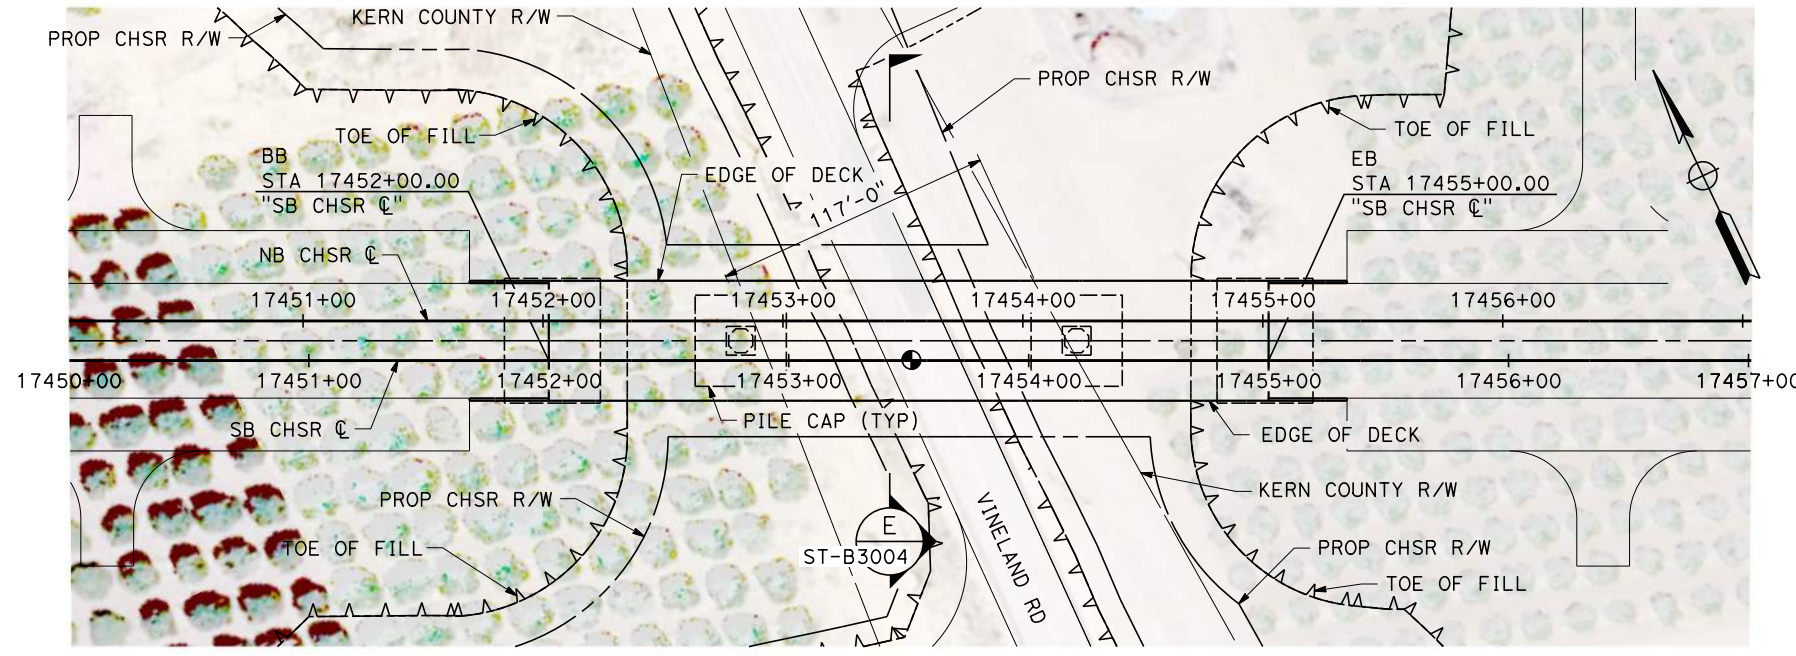 KERN COUNTY R/W
PROP CHSR R/W
PROP CHSR R/W
TOE OF FILL
TOE OF FILL
BB
STA 17452+00.00
"SB CHSR ℄"
EDGE OF DECK
117'-0"
EB
STA 17455+00.00
"SB CHSR ℄"
NB CHSR ℄
17451+00
17452+00
17453+00
17454+00
17455+00
17456+00
17450+00
17451+00
17452+00
17453+00
17454+00
17455+00
17456+00
17457+00
SB CHSR ℄
PILE CAP (TYP)
EDGE OF DECK
PROP CHSR R/W
KERN COUNTY R/W
VINELAND RD
E
ST-B3004
TOE OF FILL
PROP CHSR R/W
TOE OF FILL